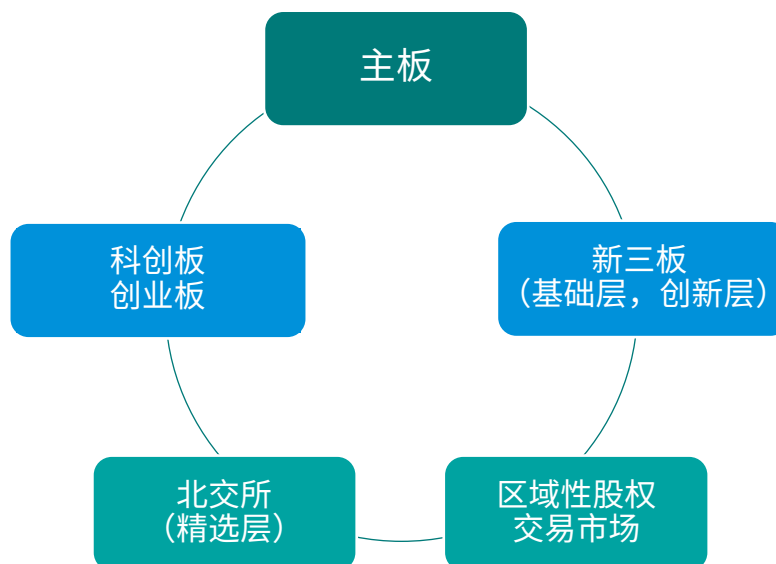 主板
科创板
创业板
新三板
（基础层，创新层）
北交所
（精选层）
区域性股权
交易市场